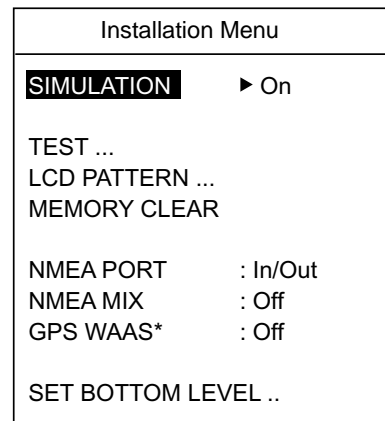 Installation Menu
SIMULATION ▶ On
TEST ...
LCD PATTERN ...
MEMORY CLEAR
NMEA PORT : In/Out
NMEA MIX : Off
GPS WAAS* : Off
SET BOTTOM LEVEL ..